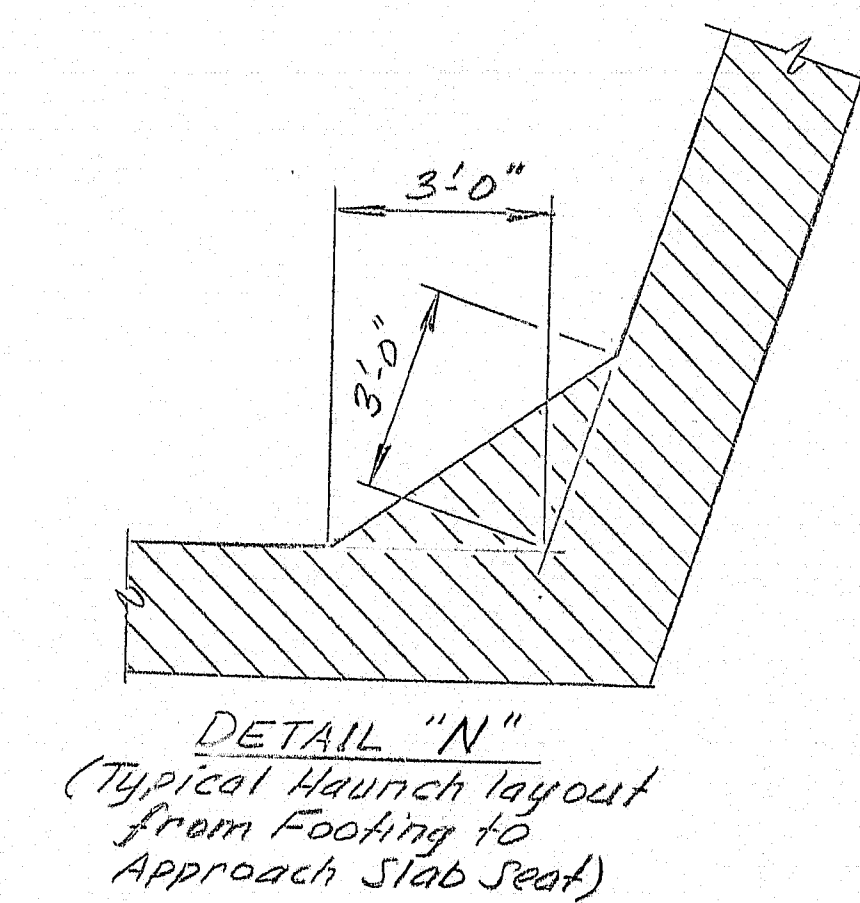 3'-0"
3'-0"
DETAIL "N"
(Typical Haunch layout
from Footing to
Approach Slab Seat)